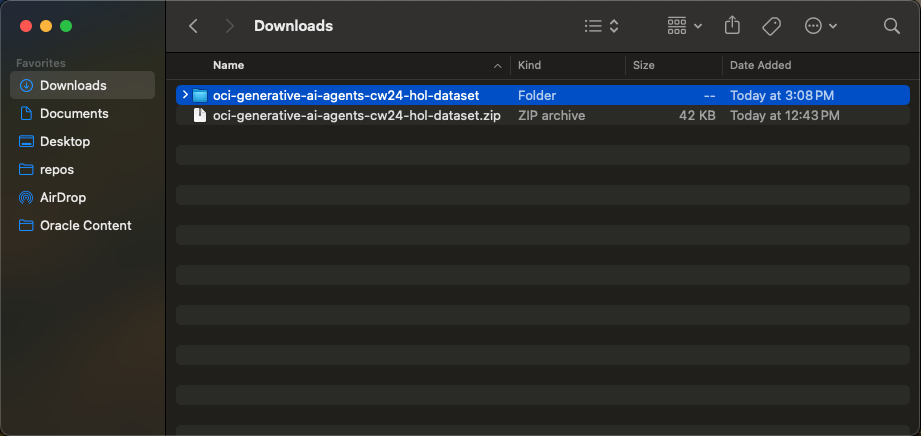 Downloads
Favorites
Downloads
Documents
Desktop
repos
AirDrop
Oracle Content
Name Kind Size Date Added
oci-generative-ai-agents-cw24-hol-dataset Folder -- Today at 3:08 PM
oci-generative-ai-agents-cw24-hol-dataset.zip ZIP archive 42 KB Today at 12:43 PM